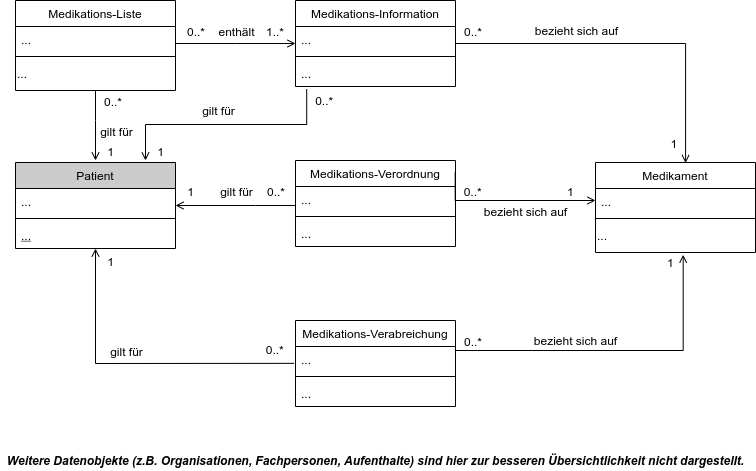 Medikations-Liste
...
...
0..* enthält 1..*
Medikations-Information
...
...
0..* bezieht sich auf
1
0..*
gilt für
1
0..*
gilt für
1
Patient
...
...
1 gilt für 0..*
Medikations-Verordnung
...
...
0..* 1
bezieht sich auf
Medikament
...
...
1
gilt für 0..*
Medikations-Verabreichung
...
...
0..* bezieht sich auf
1
Weitere Datenobjekte (z.B. Organisationen, Fachpersonen, Aufenthalte) sind hier zur besseren Übersichtlichkeit nicht dargestellt.